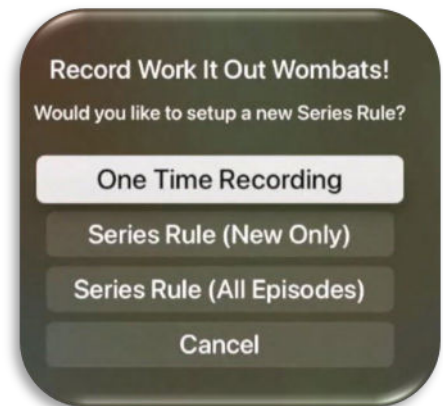 Record Work It Out Wombats!
Would you like to setup a new Series Rule?
One Time Recording
Series Rule (New Only)
Series Rule (All Episodes)
Cancel